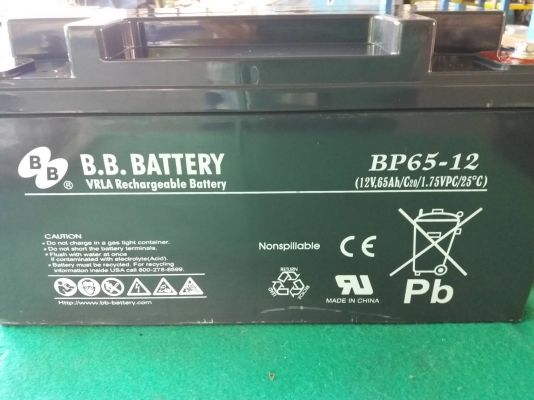 BB ® B.B. BATTERY
VRLA Rechargeable Battery
BP65-12
(12V,65Ah/C20/1.75VPC/25°C)
CAUTION:
Do not charge in a gas tight container.
Do not short the battery terminals.
Flush with water at once
if contaminated with electrolyte(Acid).
Battery must be recycled. For recycling
information inside USA call 800-278-8599.
Http://www.bb-battery.com
Nonspillable
CE
RETURN
RECYCLE
MADE IN CHINA
Pb